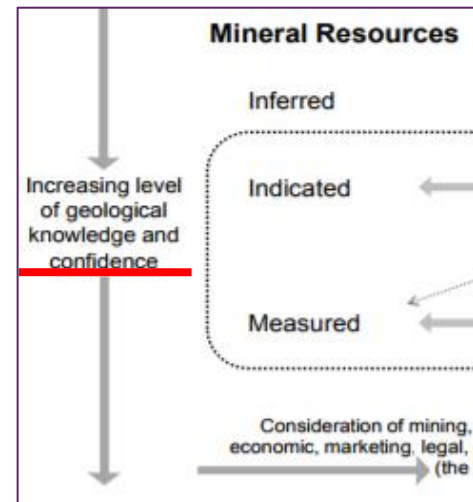 Mineral Resources
Inferred
Increasing level
of geological
knowledge and
confidence
Indicated
Measured
Consideration of mining,
economic, marketing, legal,
(the